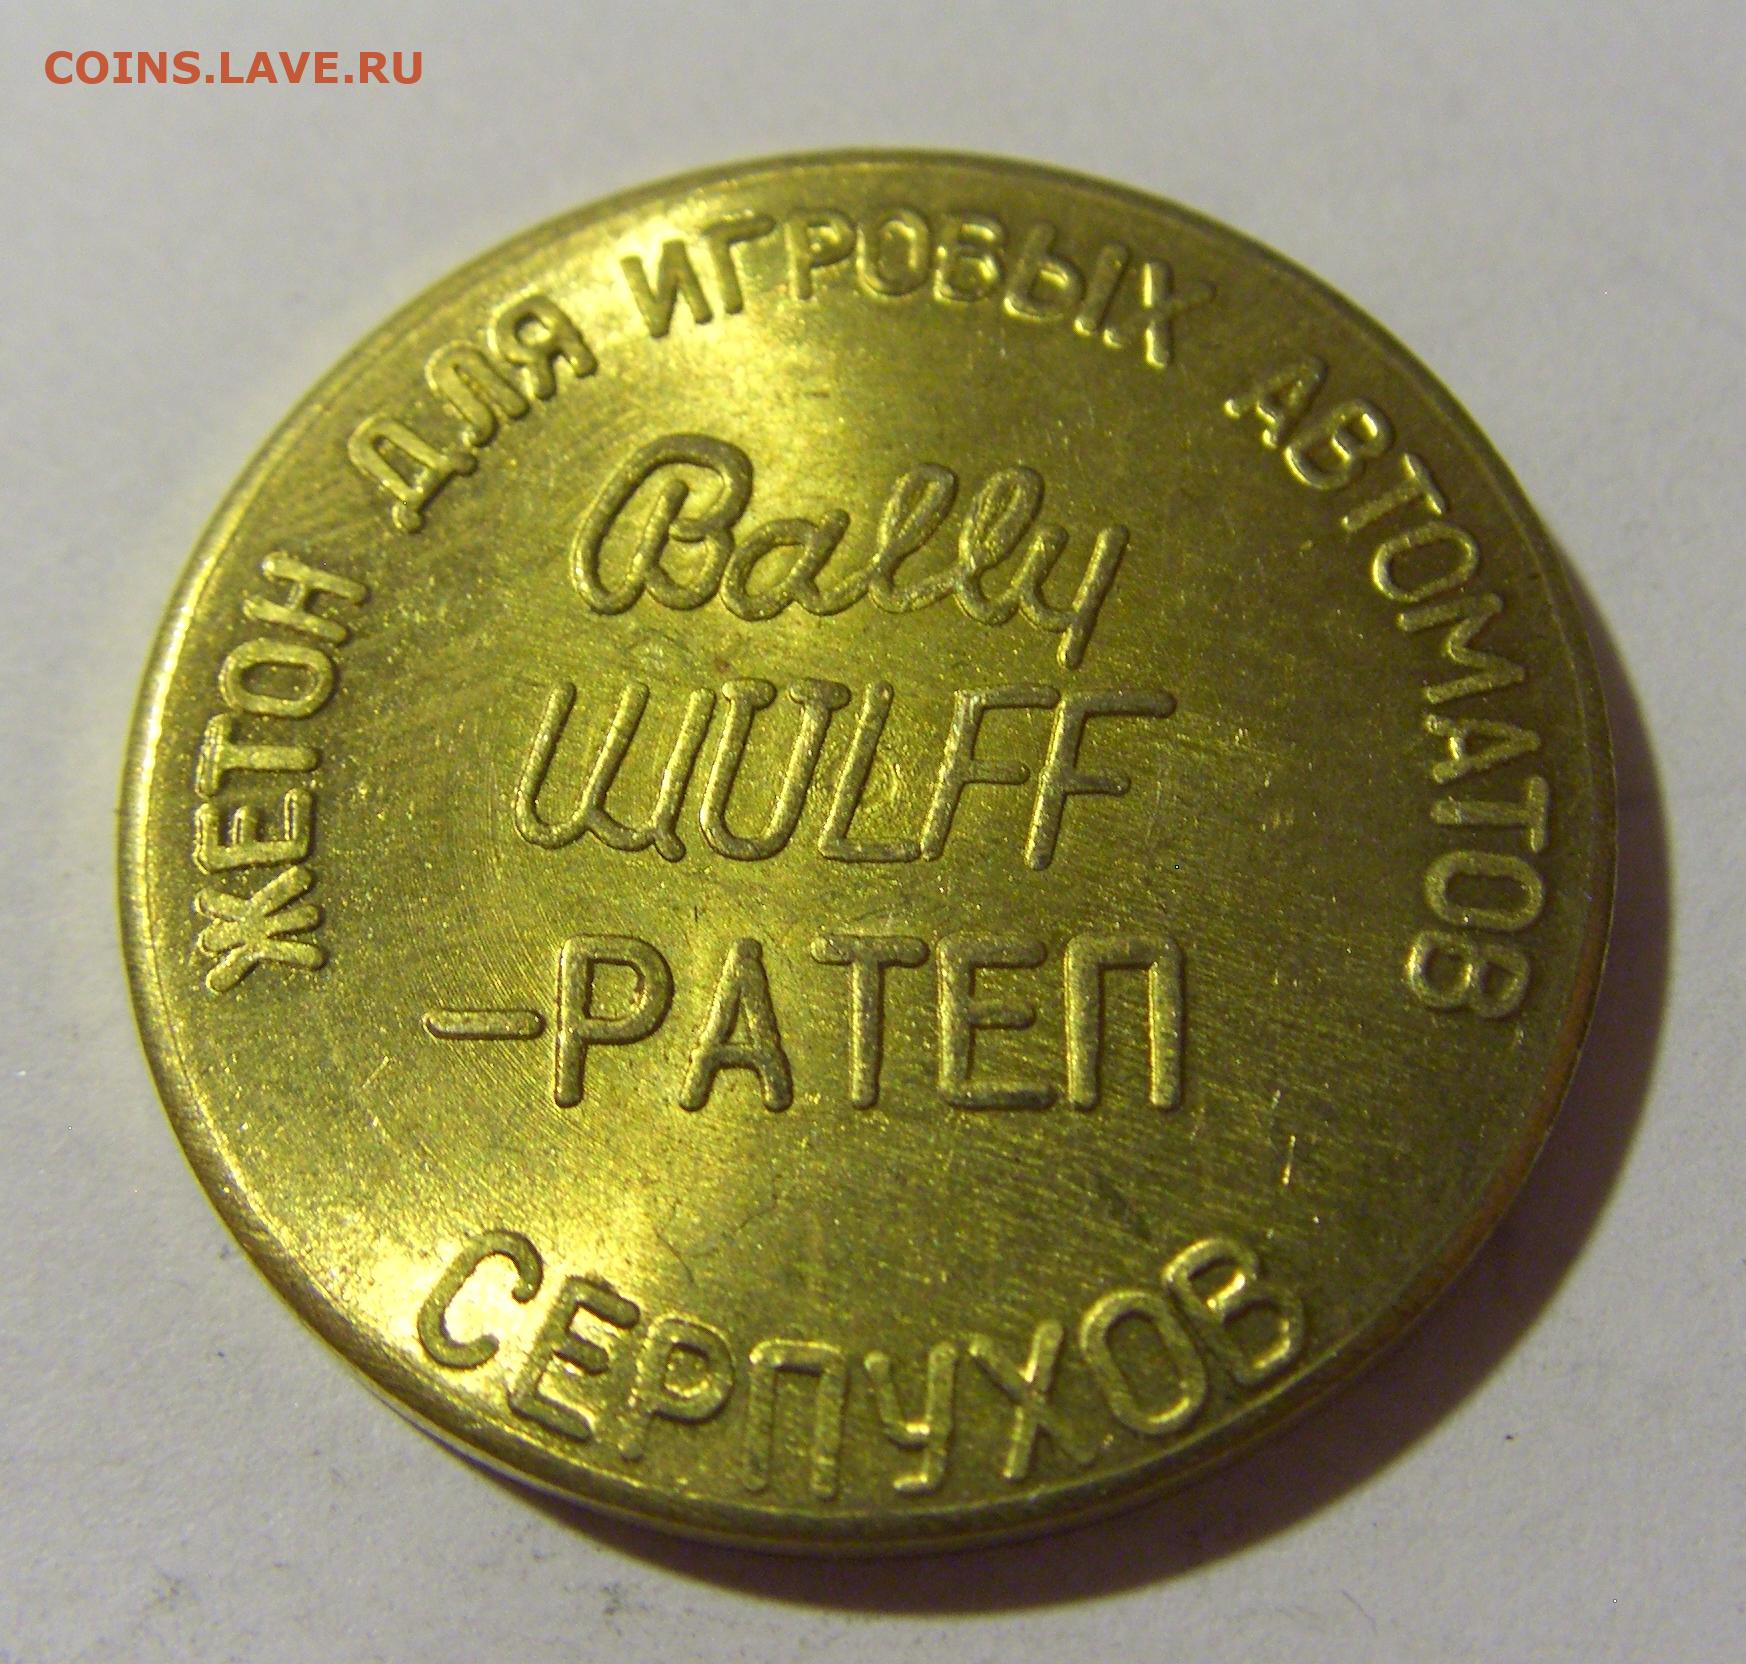 COINS.LAVE.RU
ЖЕТОН ДЛЯ ИГРОВЫХ АВТОМАТОВ
Bally
WULFF
-РАТЕП
СЕРПУХОВ